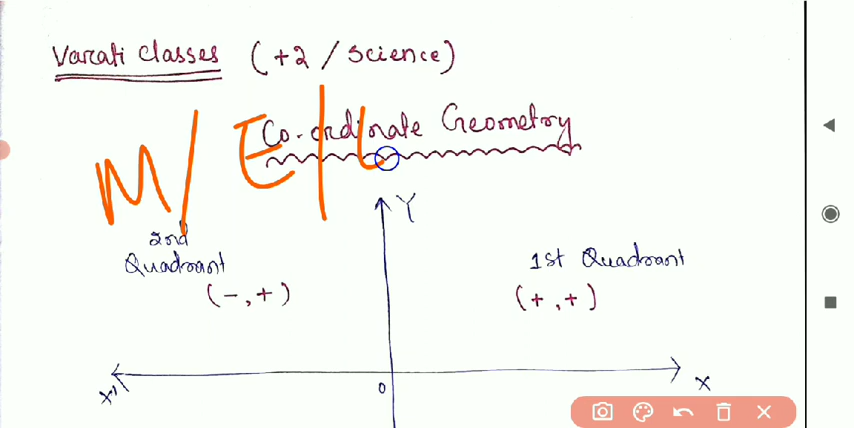 Varati classes (+2 / Science)
Co-ordinate Geometry
M/E/L
Y
2nd
Quadrant
(-,+)
1st Quadrant
(+,+)
X'
0
X